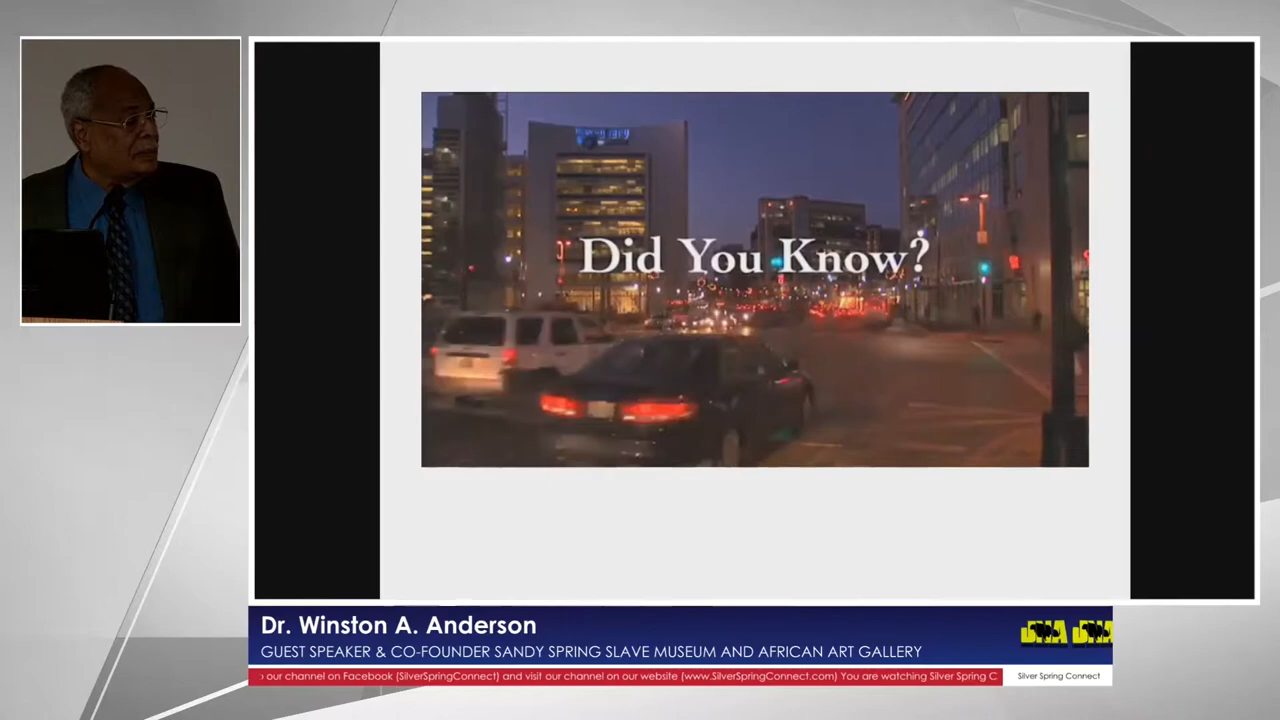 Did You Know?
Dr. Winston A. Anderson
GUEST SPEAKER & CO-FOUNDER SANDY SPRING SLAVE MUSEUM AND AFRICAN ART GALLERY
our channel on Facebook (SilverSpringConnect) and visit our channel on our website (www.SilverSpringConnect.com) You are watching Silver Spring C
Silver Spring Connect